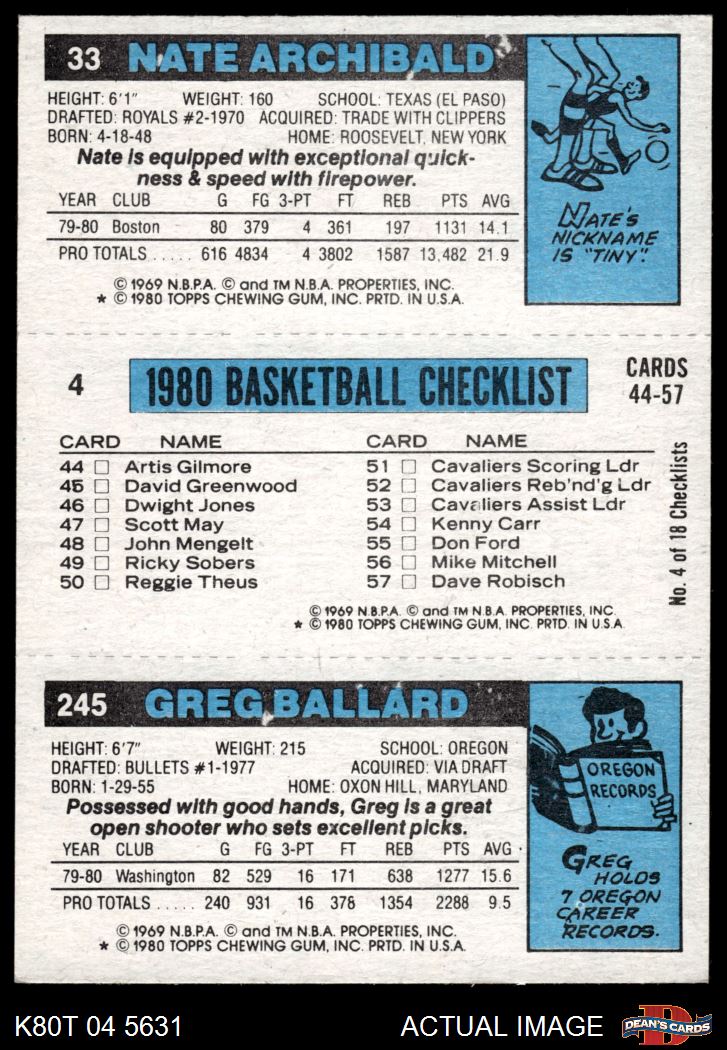 33 NATE ARCHIBALD
HEIGHT: 6'1" WEIGHT: 160 SCHOOL: TEXAS (EL PASO)
DRAFTED: ROYALS #2-1970 ACQUIRED: TRADE WITH CLIPPERS
BORN: 4-18-48 HOME: ROOSEVELT, NEW YORK
Nate is equipped with exceptional quick-
ness & speed with firepower.
YEAR CLUB G FG 3-PT FT REB PTS AVG
79-80 Boston 80 379 4 361 197 1131 14.1
PRO TOTALS ..... 616 4834 4 3802 1587 13,482 21.9
© 1969 N.B.P.A. © and TM N.B.A. PROPERTIES, INC.
* © 1980 TOPPS CHEWING GUM, INC. PRTD. IN U.S.A.
NATE'S
NICKNAME
IS "TINY".
4 1980 BASKETBALL CHECKLIST CARDS
44-57
CARD NAME
44 □ Artis Gilmore
45 □ David Greenwood
46 □ Dwight Jones
47 □ Scott May
48 □ John Mengelt
49 □ Ricky Sobers
50 □ Reggie Theus
CARD NAME
51 □ Cavaliers Scoring Ldr
52 □ Cavaliers Reb'nd'g Ldr
53 □ Cavaliers Assist Ldr
54 □ Kenny Carr
55 □ Don Ford
56 □ Mike Mitchell
57 □ Dave Robisch
No. 4 of 18 Checklists
© 1969 N.B.P.A. © and TM N.B.A. PROPERTIES, INC.
* © 1980 TOPPS CHEWING GUM, INC. PRTD. IN U.S.A.
245 GREG BALLARD
HEIGHT: 6'7" WEIGHT: 215 SCHOOL: OREGON
DRAFTED: BULLETS #1-1977 ACQUIRED: VIA DRAFT
BORN: 1-29-55 HOME: OXON HILL, MARYLAND
Possessed with good hands, Greg is a great
open shooter who sets excellent picks.
YEAR CLUB G FG 3-PT FT REB PTS AVG
79-80 Washington 82 529 16 171 638 1277 15.6
PRO TOTALS ..... 240 931 16 378 1354 2288 9.5
© 1969 N.B.P.A. © and TM N.B.A. PROPERTIES, INC.
* © 1980 TOPPS CHEWING GUM, INC. PRTD. IN U.S.A.
OREGON
RECORDS
GREG
HOLDS
7 OREGON
CAREER
RECORDS.
K80T 04 5631 ACTUAL IMAGE
D
DEAN'S CARDS